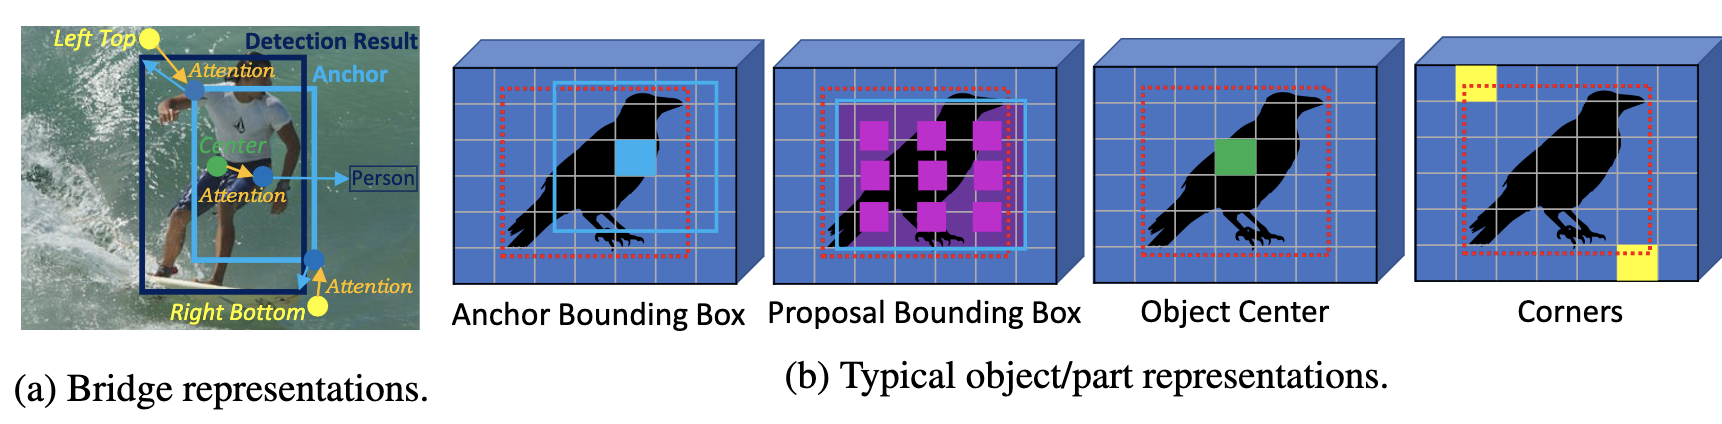 Left Top
Detection Result
Attention
Anchor
Center
Attention
Person
Attention
Right Bottom
(a) Bridge representations.
Anchor Bounding Box
Proposal Bounding Box
Object Center
Corners
(b) Typical object/part representations.